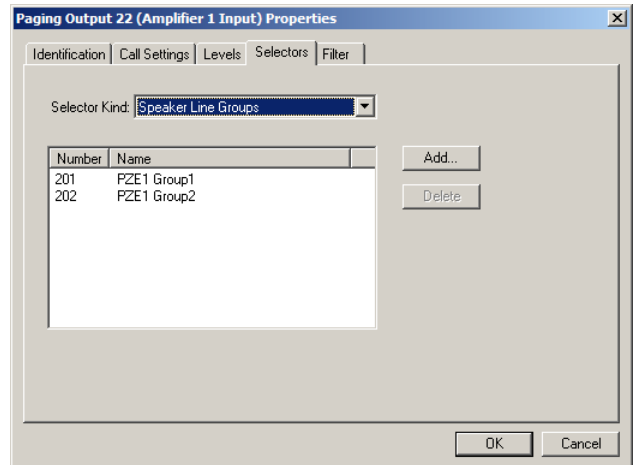 Paging Output 22 (Amplifier 1 Input) Properties
Identification Call Settings Levels Selectors Filter
Selector Kind: Speaker Line Groups
Number Name
Add...
201 PZE1 Group1
202 PZE1 Group2
Delete
OK Cancel